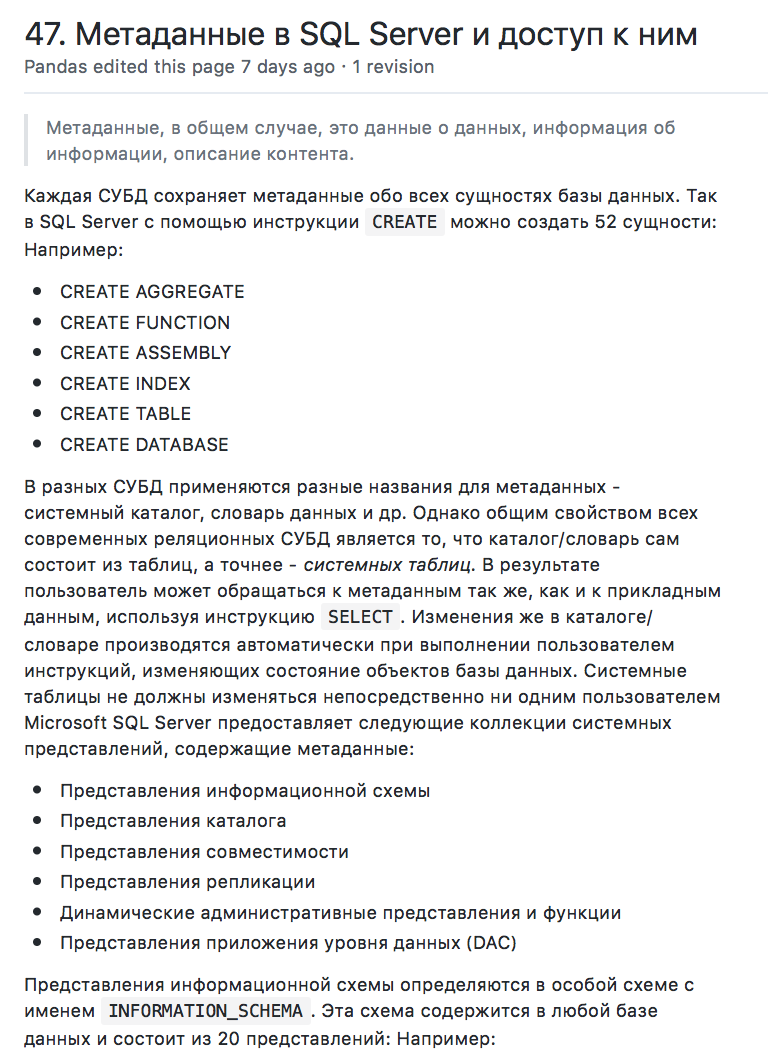 47. Метаданные в SQL Server и доступ к ним
Pandas edited this page 7 days ago · 1 revision
Метаданные, в общем случае, это данные о данных, информация об
информации, описание контента.
Каждая СУБД сохраняет метаданные обо всех сущностях базы данных. Так
в SQL Server с помощью инструкции CREATE можно создать 52 сущности:
Например:
• CREATE AGGREGATE
• CREATE FUNCTION
• CREATE ASSEMBLY
• CREATE INDEX
• CREATE TABLE
• CREATE DATABASE
В разных СУБД применяются разные названия для метаданных -
системный каталог, словарь данных и др. Однако общим свойством всех
современных реляционных СУБД является то, что каталог/словарь сам
состоит из таблиц, а точнее - системных таблиц. В результате
пользователь может обращаться к метаданным так же, как и к прикладным
данным, используя инструкцию SELECT. Изменения же в каталоге/
словаре производятся автоматически при выполнении пользователем
инструкций, изменяющих состояние объектов базы данных. Системные
таблицы не должны изменяться непосредственно ни одним пользователем
Microsoft SQL Server предоставляет следующие коллекции системных
представлений, содержащие метаданные:
• Представления информационной схемы
• Представления каталога
• Представления совместимости
• Представления репликации
• Динамические административные представления и функции
• Представления приложения уровня данных (DAC)
Представления информационной схемы определяются в особой схеме с
именем INFORMATION_SCHEMA. Эта схема содержится в любой базе
данных и состоит из 20 представлений: Например: